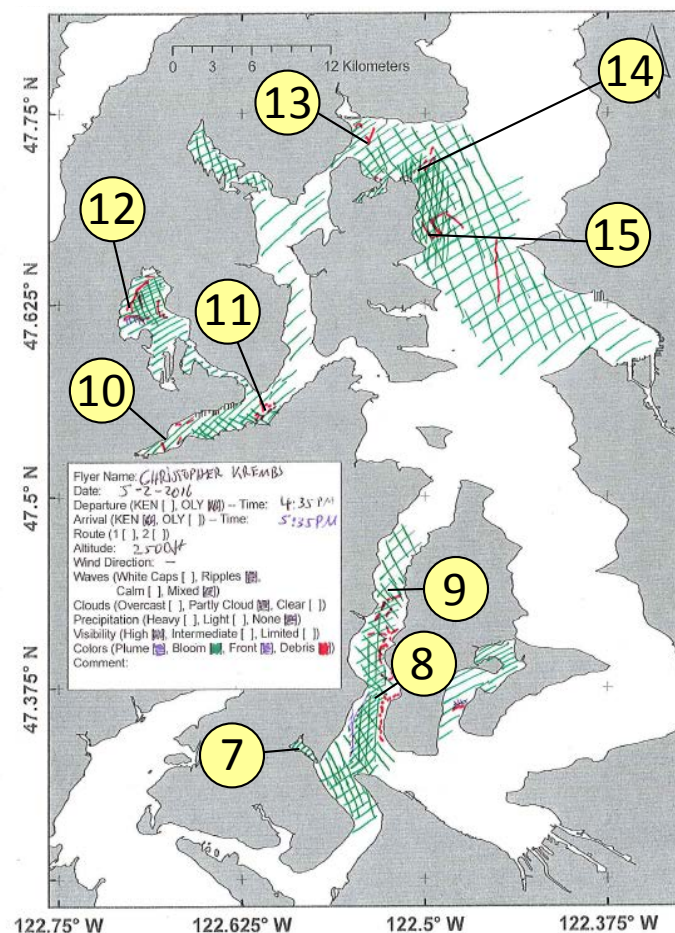 0 3 6 12 Kilometers
13
14
47.75° N
12
15
11
47.625° N
10
Flyer Name: CHRISTOPHER KREMBS
Date: 5-2-2016
Departure (KEN [ ], OLY [ ]) -- Time: 4:35 PM
Arrival (KEN [ ], OLY [ ]) -- Time: 5:35 PM
Route (1 [ ], 2 [ ])
Altitude: 2500ft
Wind Direction: —
Waves (White Caps [ ], Ripples [ ],
Calm [ ], Mixed [ ])
Clouds (Overcast [ ], Partly Cloud [ ], Clear [ ])
Precipitation (Heavy [ ], Light [ ], None [ ])
Visibility (High [ ], Intermediate [ ], Limited [ ])
Colors (Plume [ ], Bloom [ ], Front [ ], Debris [ ])
Comment:
47.5° N
9
8
47.375° N
7
122.75° W 122.625° W 122.5° W 122.375° W